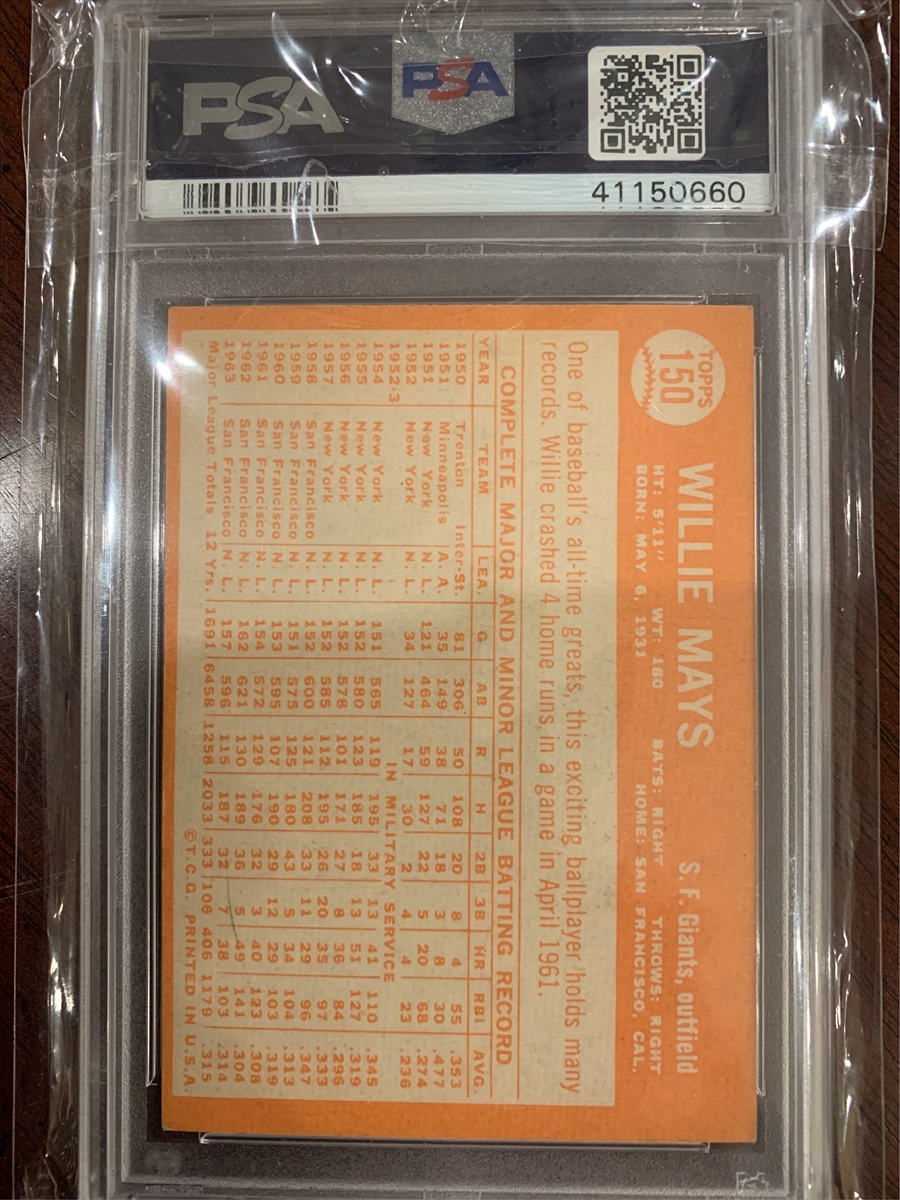 PSA
PSA
41150660
TOPPS
150
WILLIE MAYS
S. F. Giants, outfield
HT: 5'11" WT: 180 BATS: RIGHT THROWS: RIGHT
BORN: MAY 6, 1931 HOME: SAN FRANCISCO, CAL.
One of baseball's all-time greats, this exciting ballplayer holds many
records. Willie crashed 4 home runs in a game in April 1961.
COMPLETE MAJOR AND MINOR LEAGUE BATTING RECORD
YEAR TEAM LEA. G AB R H 2B 3B HR RBI AVG.
1950 Trenton Inter-St. 81 306 50 108 20 8 4 55 .353
1951 Minneapolis A. A. 35 149 38 71 18 3 8 30 .477
1951 New York N. L. 121 464 59 127 22 5 20 68 .274
1952 New York N. L. 34 127 17 30 2 4 4 23 .236
1952-3 IN MILITARY SERVICE
1954 New York N. L. 151 565 119 195 33 13 41 110 .345
1955 New York N. L. 152 580 123 185 18 13 51 127 .319
1956 New York N. L. 152 578 101 171 27 8 36 84 .296
1957 New York N. L. 152 585 112 195 26 20 35 97 .333
1958 San Francisco N. L. 152 600 121 208 33 11 29 96 .347
1959 San Francisco N. L. 151 575 125 180 43 5 34 104 .313
1960 San Francisco N. L. 153 595 107 190 29 12 29 103 .319
1961 San Francisco N. L. 154 572 129 176 32 3 40 123 .308
1962 San Francisco N. L. 162 621 130 189 36 5 49 141 .304
1963 San Francisco N. L. 157 596 115 187 32 7 38 103 .314
Major League Totals 12 Yrs. 1691 6458 1258 2033 333 106 406 1179 .315
©T.C.G. PRINTED IN U.S.A.